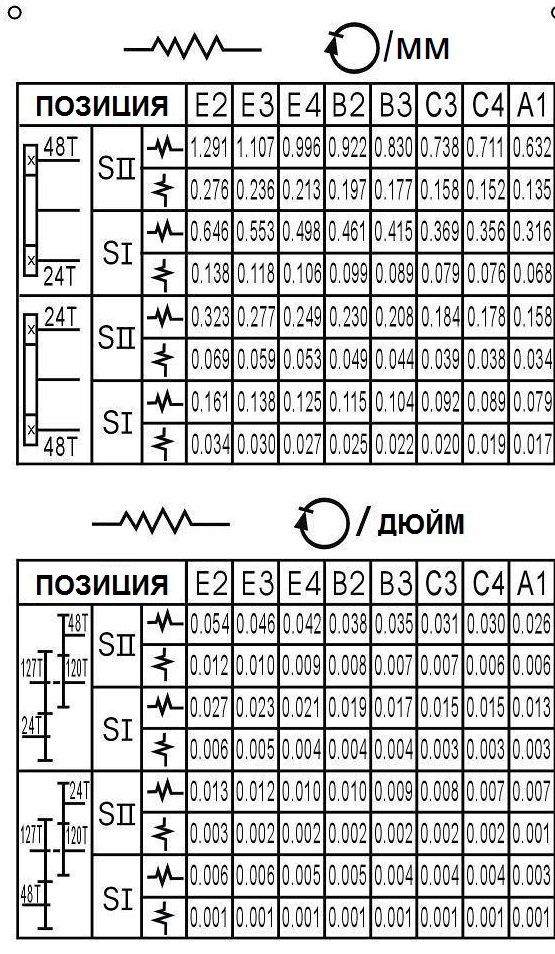 /мм
ПОЗИЦИЯ E2 E3 E4 B2 B3 C3 C4 A1
48T SII 1.291 1.107 0.996 0.922 0.830 0.738 0.711 0.632
0.276 0.236 0.213 0.197 0.177 0.158 0.152 0.135
SI 0.646 0.553 0.498 0.461 0.415 0.369 0.356 0.316
24T 0.138 0.118 0.106 0.099 0.089 0.079 0.076 0.068
24T SII 0.323 0.277 0.249 0.230 0.208 0.184 0.178 0.158
0.069 0.059 0.053 0.049 0.044 0.039 0.038 0.034
SI 0.161 0.138 0.125 0.115 0.104 0.092 0.089 0.079
48T 0.034 0.030 0.027 0.025 0.022 0.020 0.019 0.017
/ дюйм
ПОЗИЦИЯ E2 E3 E4 B2 B3 C3 C4 A1
48T SII 0.054 0.046 0.042 0.038 0.035 0.031 0.030 0.026
127T 120T 0.012 0.010 0.009 0.008 0.007 0.007 0.006 0.006
24T SI 0.027 0.023 0.021 0.019 0.017 0.015 0.015 0.013
0.006 0.005 0.004 0.004 0.004 0.003 0.003 0.003
24T SII 0.013 0.012 0.010 0.010 0.009 0.008 0.007 0.007
127T 120T 0.003 0.002 0.002 0.002 0.002 0.002 0.002 0.001
48T SI 0.006 0.006 0.005 0.005 0.004 0.004 0.004 0.003
0.001 0.001 0.001 0.001 0.001 0.001 0.001 0.001